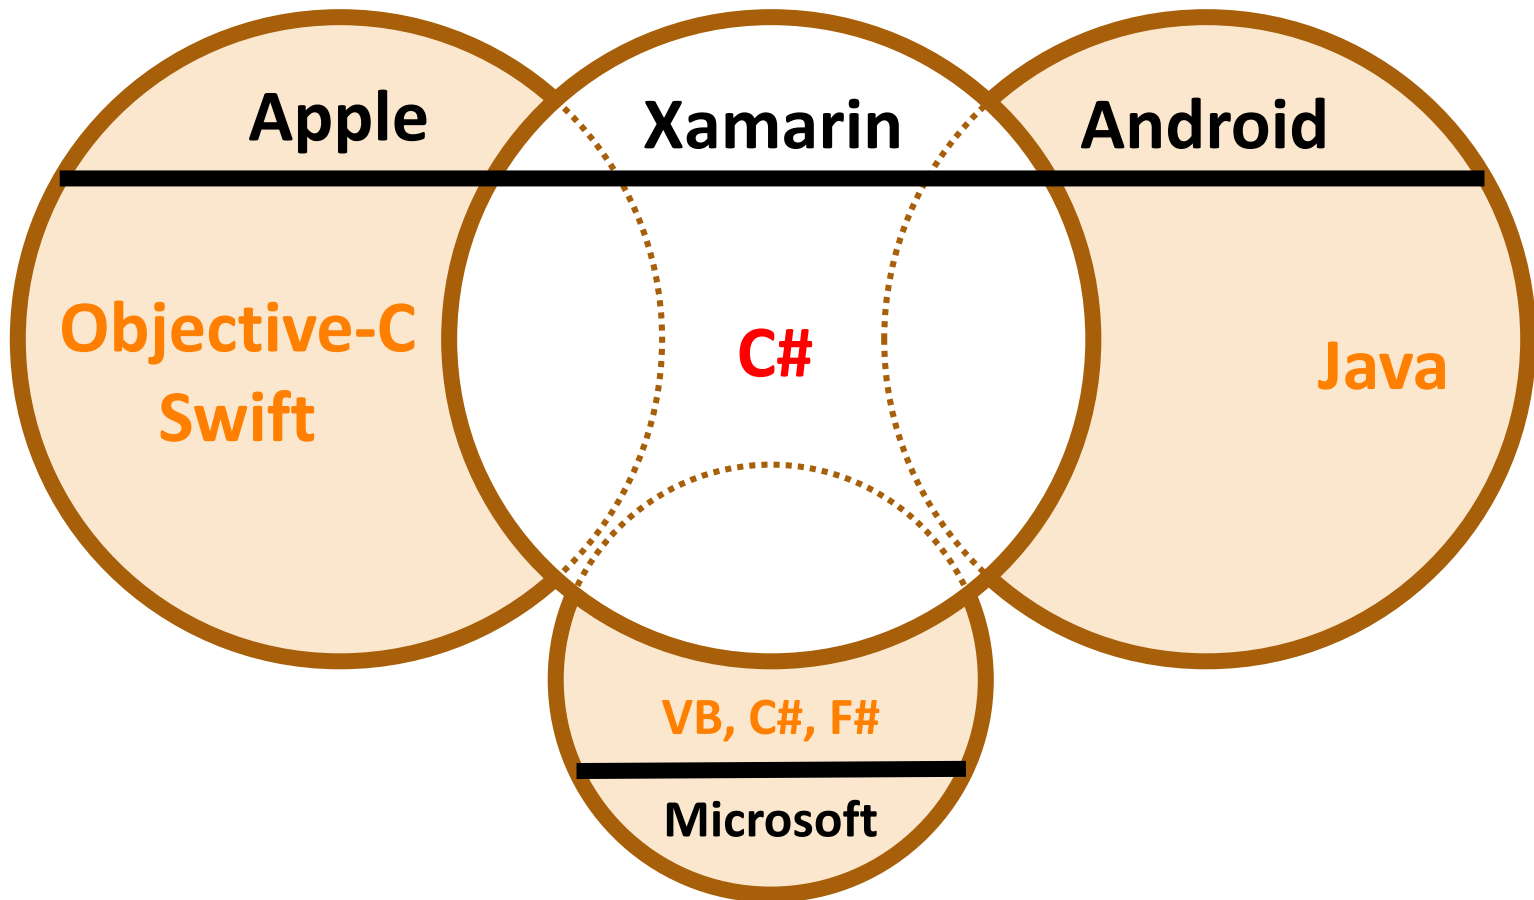 Apple
Xamarin
Android
Objective-C
Swift
C#
Java
VB, C#, F#
Microsoft